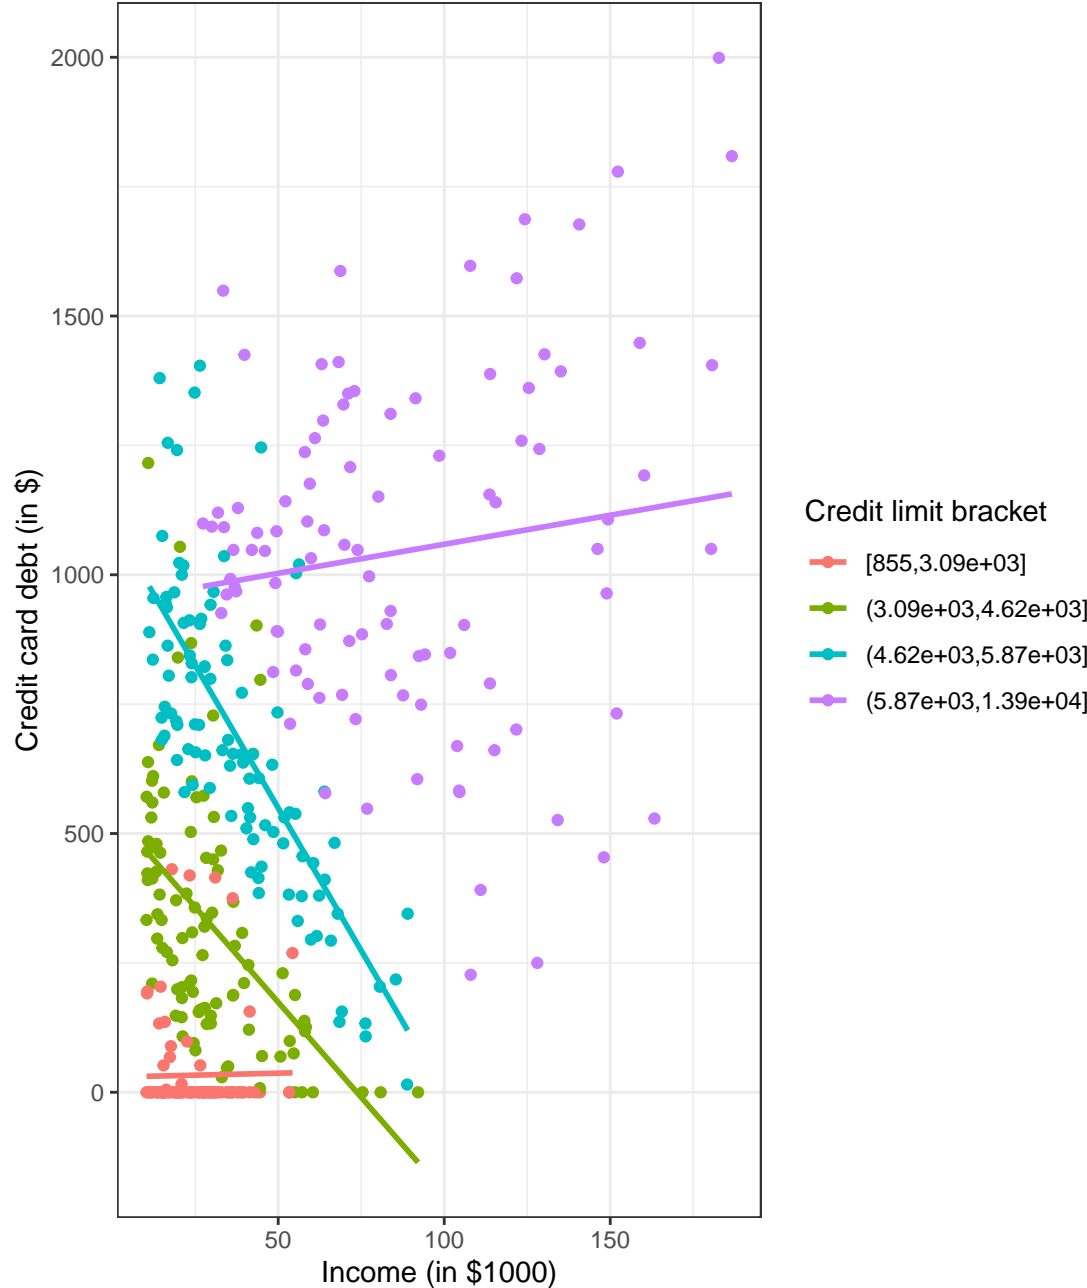 2000
1500
1000
500
0
Credit card debt (in $)
50
100
150
Income (in $1000)
Credit limit bracket
[855,3.09e+03]
(3.09e+03,4.62e+03]
(4.62e+03,5.87e+03]
(5.87e+03,1.39e+04]